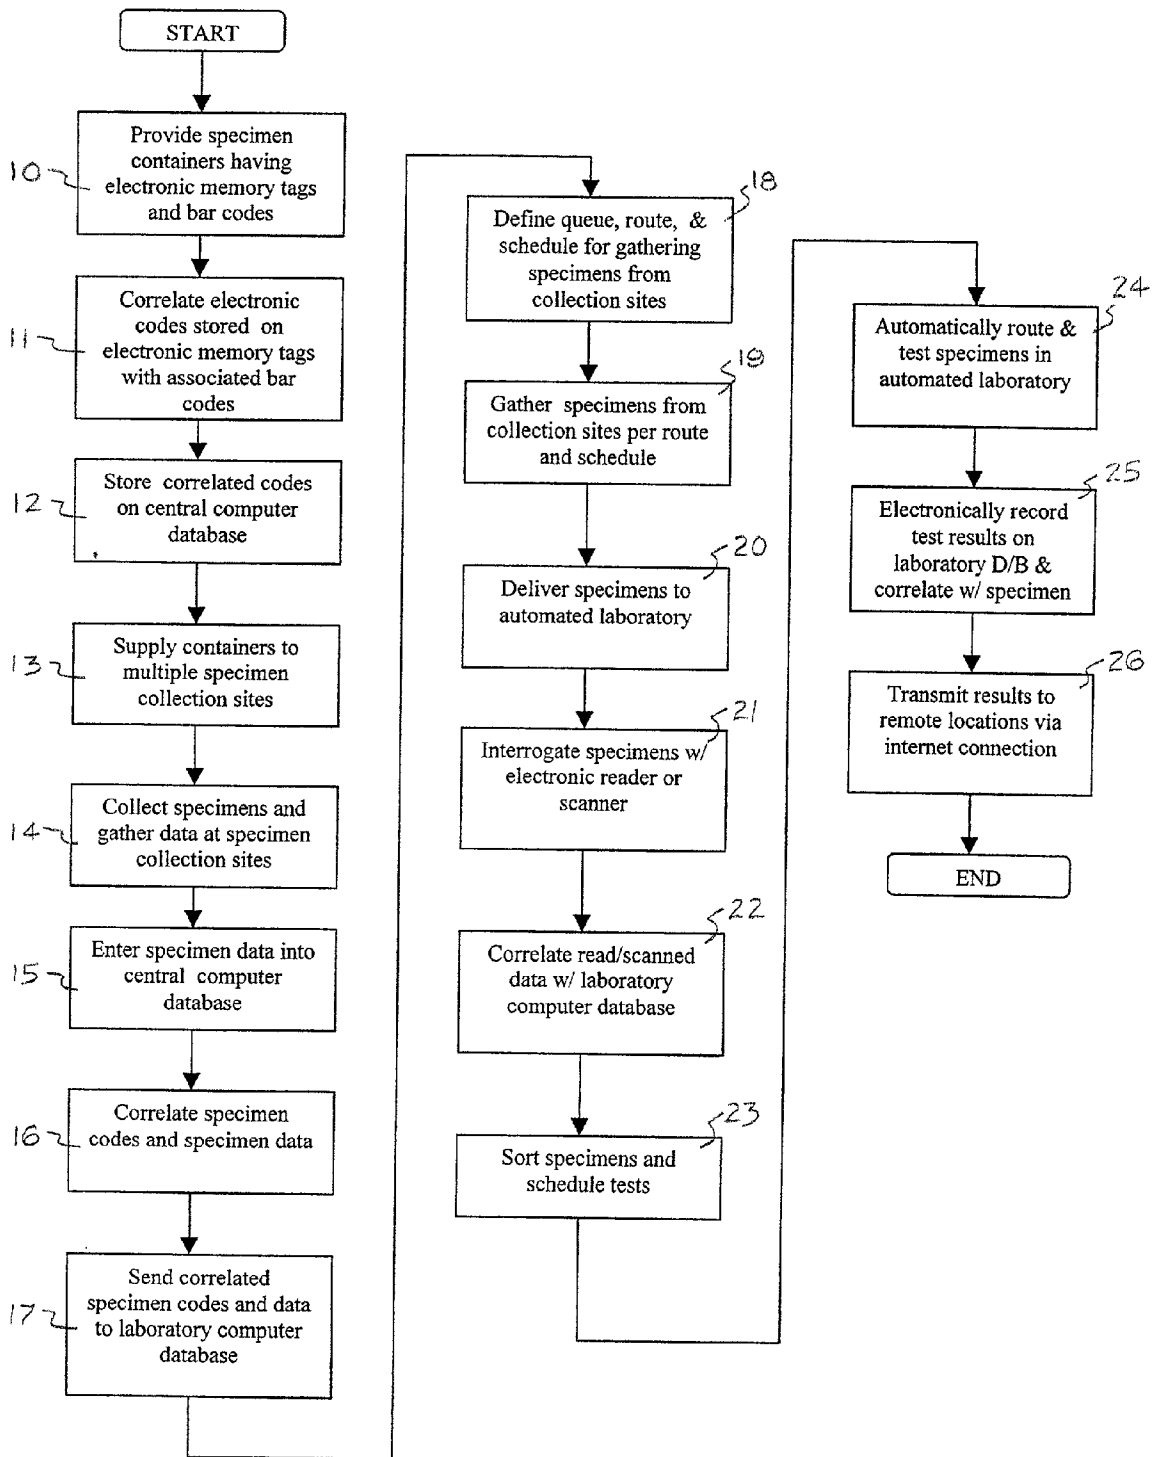 START
10
Provide specimen
containers having
electronic memory tags
and bar codes
11
Correlate electronic
codes stored on
electronic memory tags
with associated bar
codes
12
Store correlated codes
on central computer
database
13
Supply containers to
multiple specimen
collection sites
14
Collect specimens and
gather data at specimen
collection sites
15
Enter specimen data into
central computer
database
16
Correlate specimen
codes and specimen data
17
Send correlated
specimen codes and data
to laboratory computer
database
18
Define queue, route, &
schedule for gathering
specimens from
collection sites
19
Gather specimens from
collection sites per route
and schedule
20
Deliver specimens to
automated laboratory
21
Interrogate specimens w/
electronic reader or
scanner
22
Correlate read/scanned
data w/ laboratory
computer database
23
Sort specimens and
schedule tests
24
Automatically route &
test specimens in
automated laboratory
25
Electronically record
test results on
laboratory D/B &
correlate w/ specimen
26
Transmit results to
remote locations via
internet connection
END